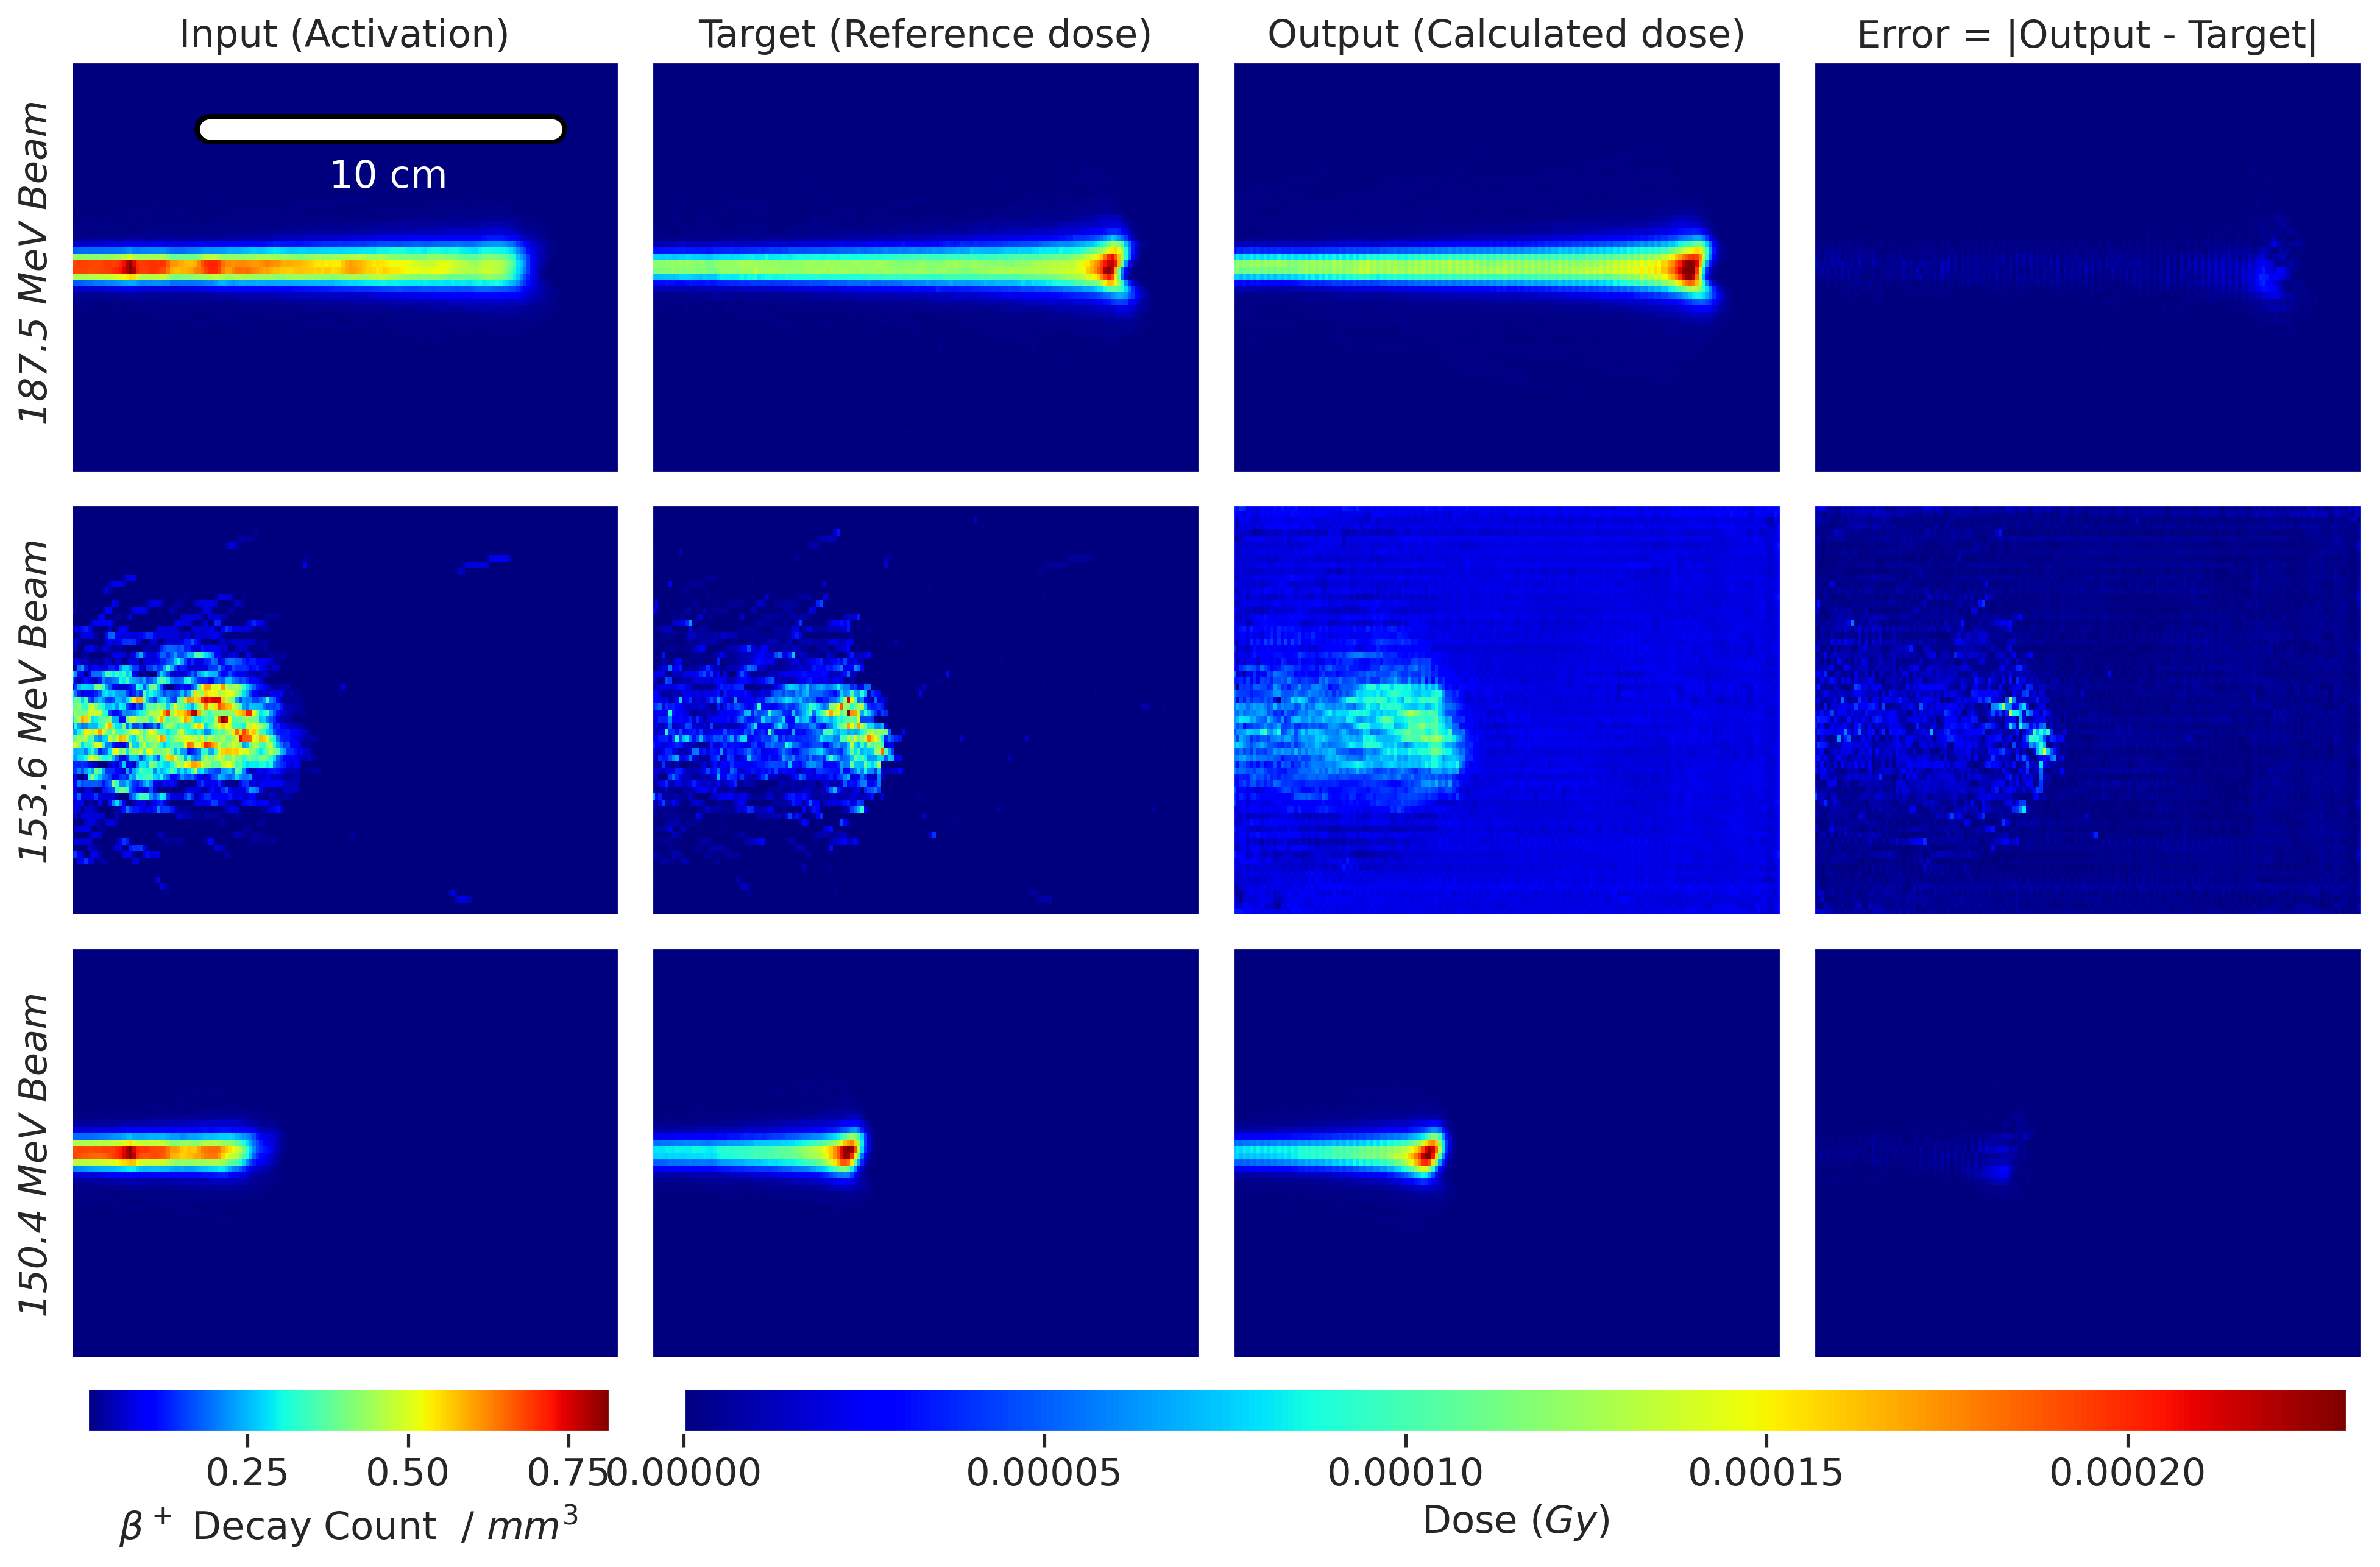 Input (Activation)
Target (Reference dose)
Output (Calculated dose)
Error = |Output - Target|
187.5 MeV Beam
10 cm
153.6 MeV Beam
150.4 MeV Beam
0.25 0.50 0.75
0.00000 0.00005 0.00010 0.00015 0.00020
β⁺ Decay Count / mm³
Dose (Gy)